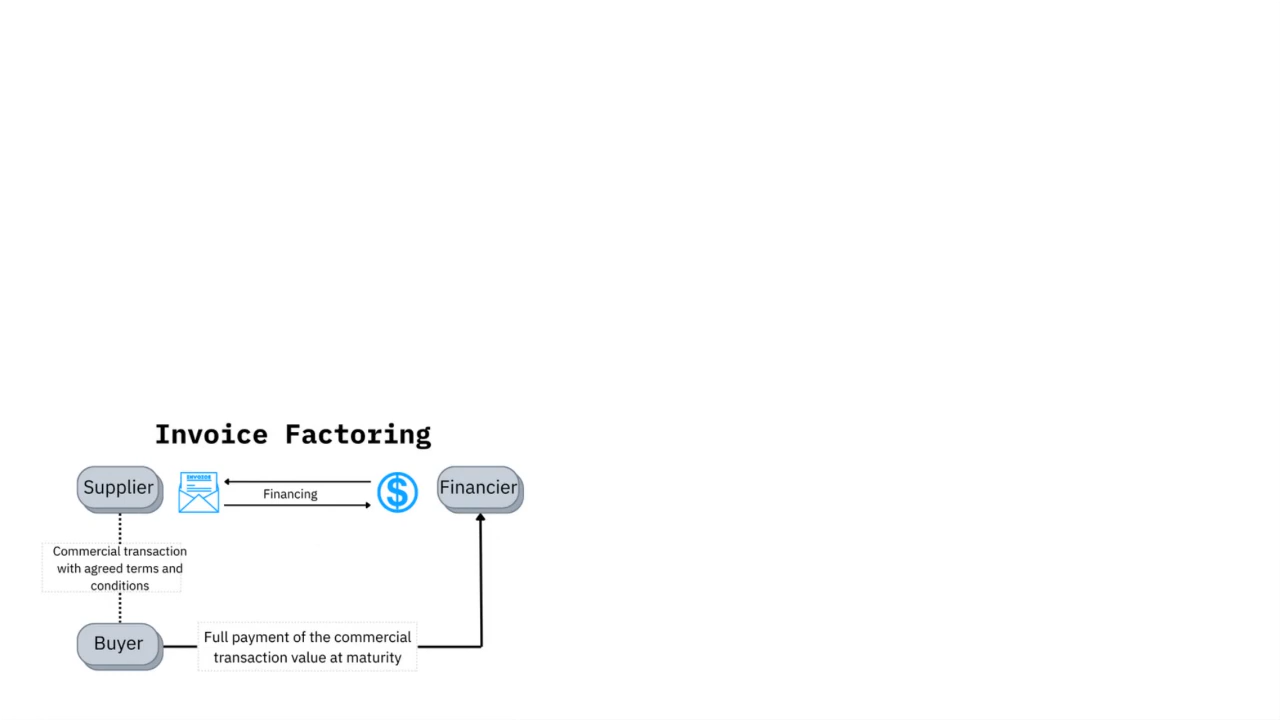 Invoice Factoring
Supplier
INVOICE
Financing
$
Financier
Commercial transaction
with agreed terms and
conditions
Buyer
Full payment of the commercial
transaction value at maturity